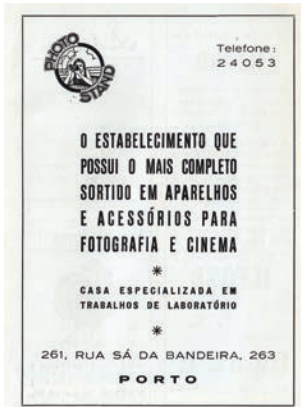 PHOTO
STAND
Telefone:
24053
O ESTABELECIMENTO QUE
POSSUI O MAIS COMPLETO
SORTIDO EM APARELHOS
E ACESSÓRIOS PARA
FOTOGRAFIA E CINEMA
*
CASA ESPECIALIZADA EM
TRABALHOS DE LABORATÓRIO
*
261, RUA SÁ DA BANDEIRA, 263
PORTO